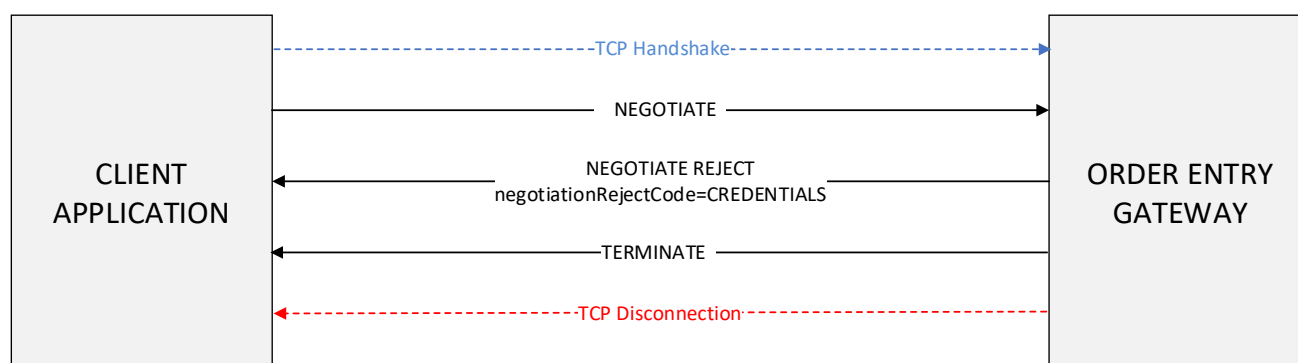 TCP Handshake
NEGOTIATE
CLIENT
APPLICATION
NEGOTIATE REJECT
negotiationRejectCode=CREDENTIALS
ORDER ENTRY
GATEWAY
TERMINATE
TCP Disconnection